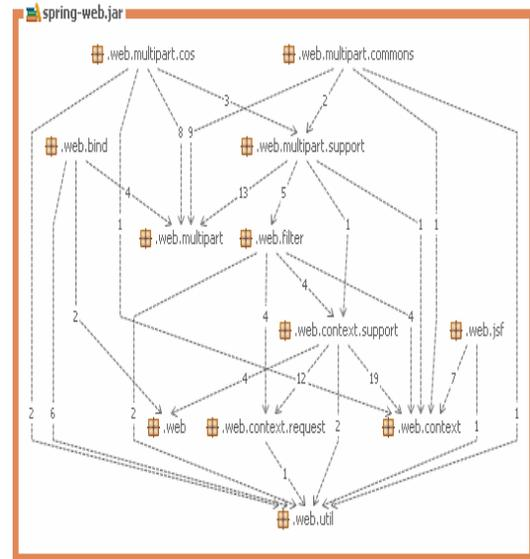 spring-web.jar
.web.multipart.cos
.web.multipart.commons
3
2
8
9
.web.bind
.web.multipart.support
4
13
5
1
1
1
1
.web.multipart
.web.filter
4
2
4
4
.web.context.support
.web.jsf
4
12
19
7
2
6
2
2
1
1
.web
.web.context.request
.web.context
1
.web.util